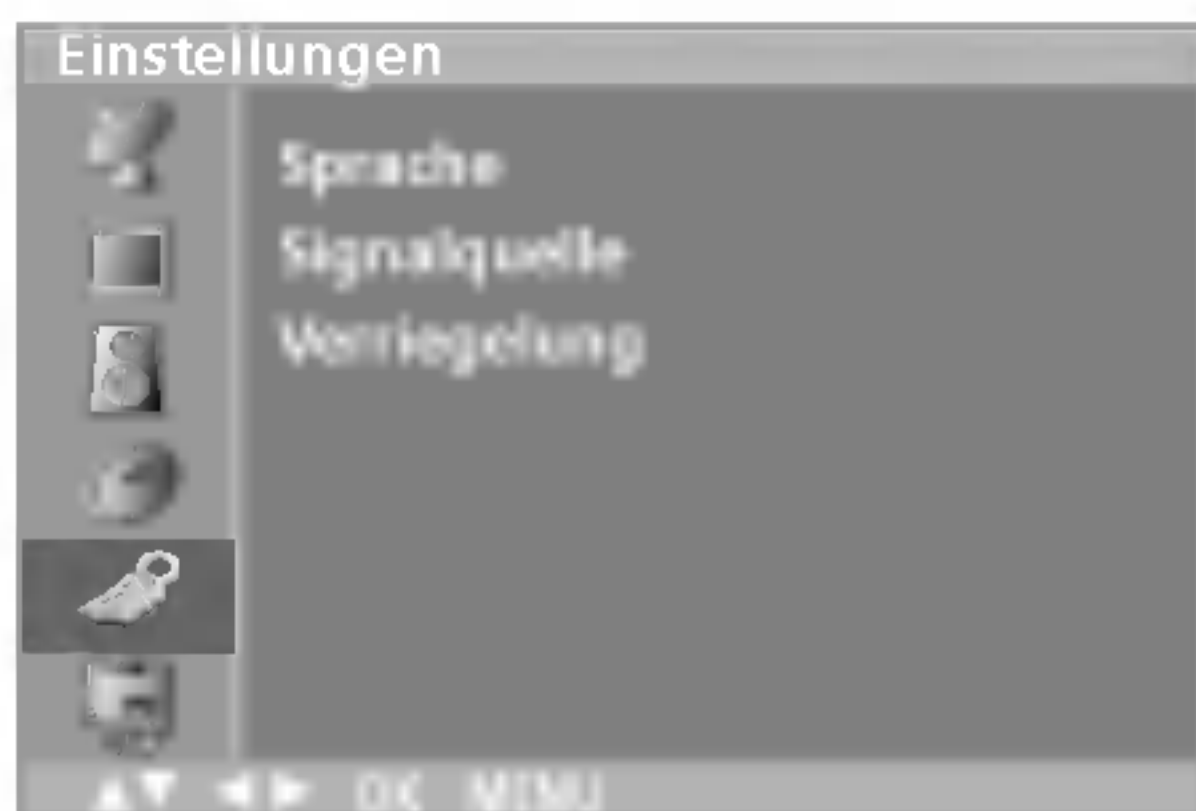 Einstellungen
Sprache
Signalquelle
Verriegelung
▲▼ ◀▶ OK MENU